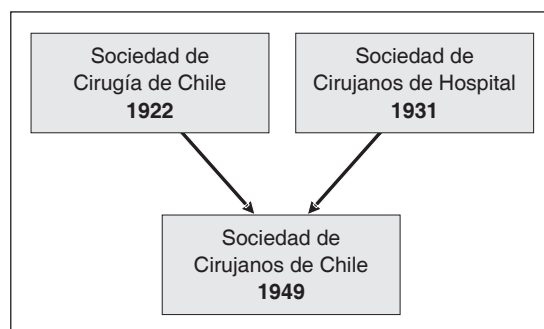 Sociedad de
Cirugía de Chile
1922
Sociedad de
Cirujanos de Hospital
1931
Sociedad de
Cirujanos de Chile
1949